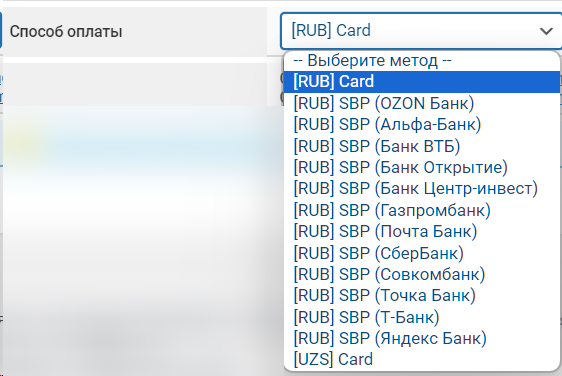 Способ оплаты
[RUB] Card
-- Выберите метод --
[RUB] Card
[RUB] SBP (OZON Банк)
[RUB] SBP (Альфа-Банк)
[RUB] SBP (Банк ВТБ)
[RUB] SBP (Банк Открытие)
[RUB] SBP (Банк Центр-инвест)
[RUB] SBP (Газпромбанк)
[RUB] SBP (Почта Банк)
[RUB] SBP (СберБанк)
[RUB] SBP (Совкомбанк)
[RUB] SBP (Точка Банк)
[RUB] SBP (Т-Банк)
[RUB] SBP (Яндекс Банк)
[UZS] Card